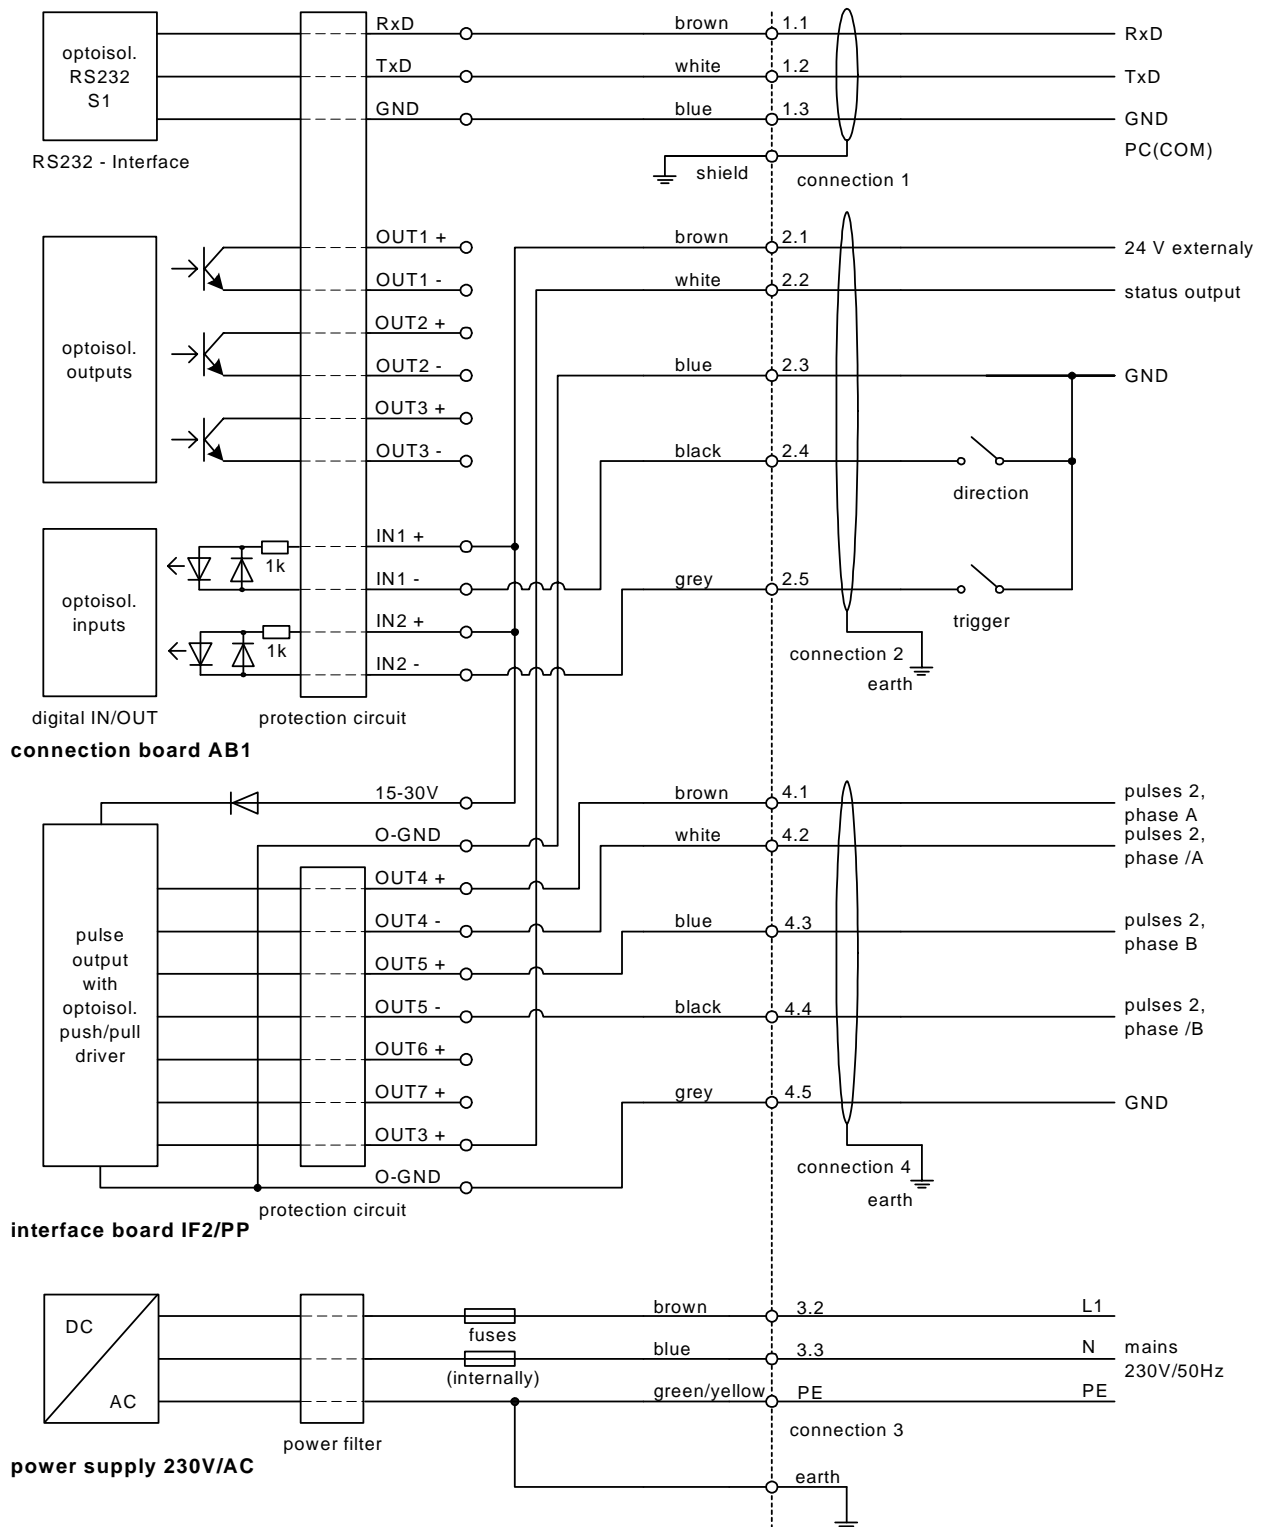 RxD
brown
1.1
RxD
optoisol.
RS232
S1
TxD
white
1.2
TxD
GND
blue
1.3
GND
RS232 - Interface
shield
connection 1
PC(COM)
OUT1 +
brown
2.1
24 V externaly
OUT1 -
white
2.2
status output
OUT2 +
optoisol.
outputs
OUT2 -
blue
2.3
GND
OUT3 +
OUT3 -
black
2.4
direction
IN1 +
1k
optoisol.
inputs
IN1 -
grey
2.5
trigger
IN2 +
1k
IN2 -
connection 2
earth
digital IN/OUT
protection circuit
connection board AB1
15-30V
brown
4.1
pulses 2,
phase A
O-GND
white
4.2
pulses 2,
phase /A
OUT4 +
OUT4 -
blue
4.3
pulses 2,
phase B
pulse
output
with
optoisol.
push/pull
driver
OUT5 +
OUT5 -
black
4.4
pulses 2,
phase /B
OUT6 +
OUT7 +
grey
4.5
GND
OUT3 +
O-GND
connection 4
earth
protection circuit
interface board IF2/PP
DC
AC
brown
3.2
L1
fuses
(internally)
blue
3.3
N
mains
230V/50Hz
green/yellow
PE
PE
connection 3
power filter
power supply 230V/AC
earth